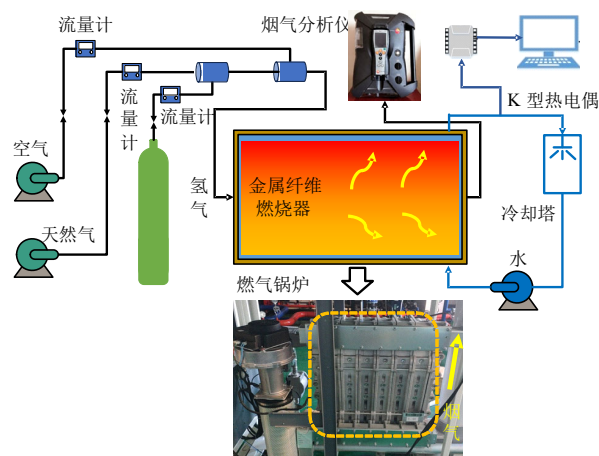 流量计
烟气分析仪
流
量
计
流量计
K 型热电偶
空气
氢
气
金属纤维
燃烧器
冷却塔
天然气
水
燃气锅炉
烟
气